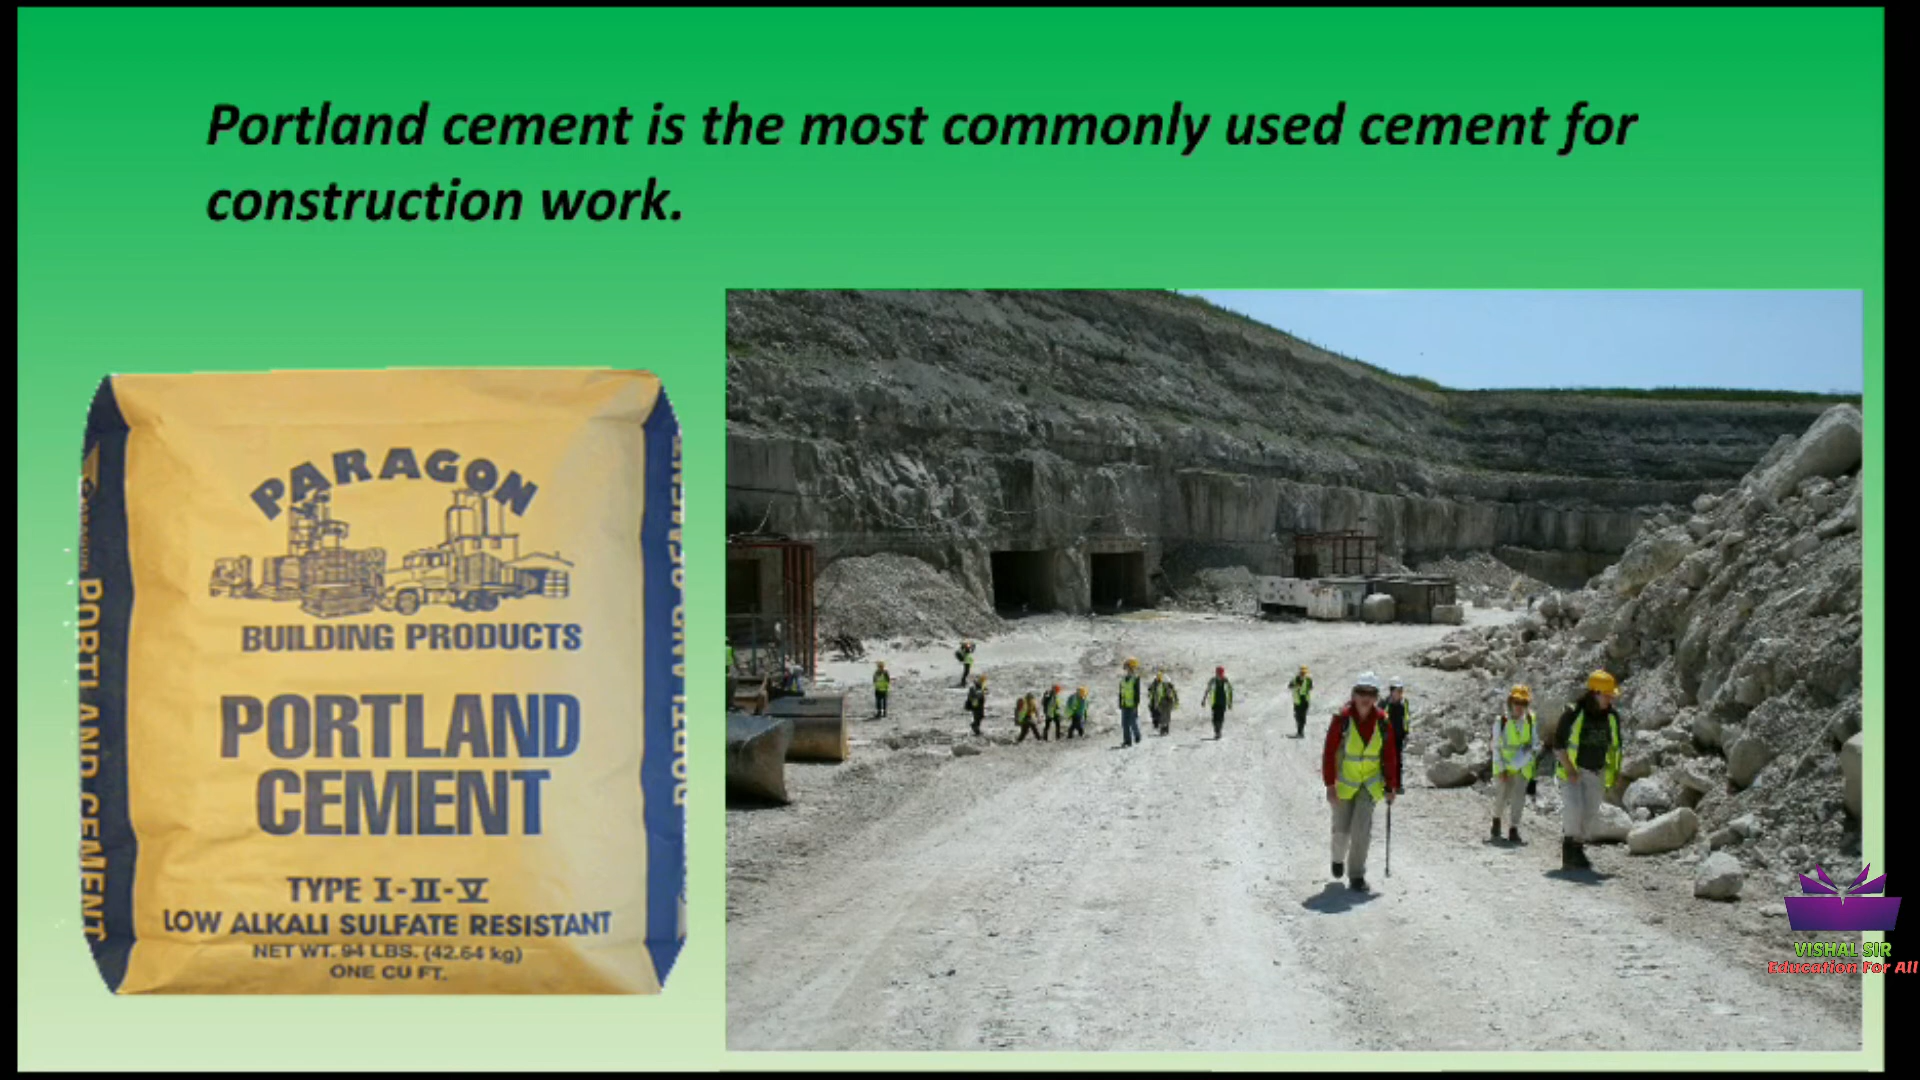 Portland cement is the most commonly used cement for
construction work.
PARAGON
BUILDING PRODUCTS
PORTLAND
CEMENT
TYPE I-II-V
LOW ALKALI SULFATE RESISTANT
NET WT. 94 LBS. (42.64 kg)
ONE CU FT.
PORTLAND CEMENT
PORTLAND CEMENT
VISHAL SIR
Education For All